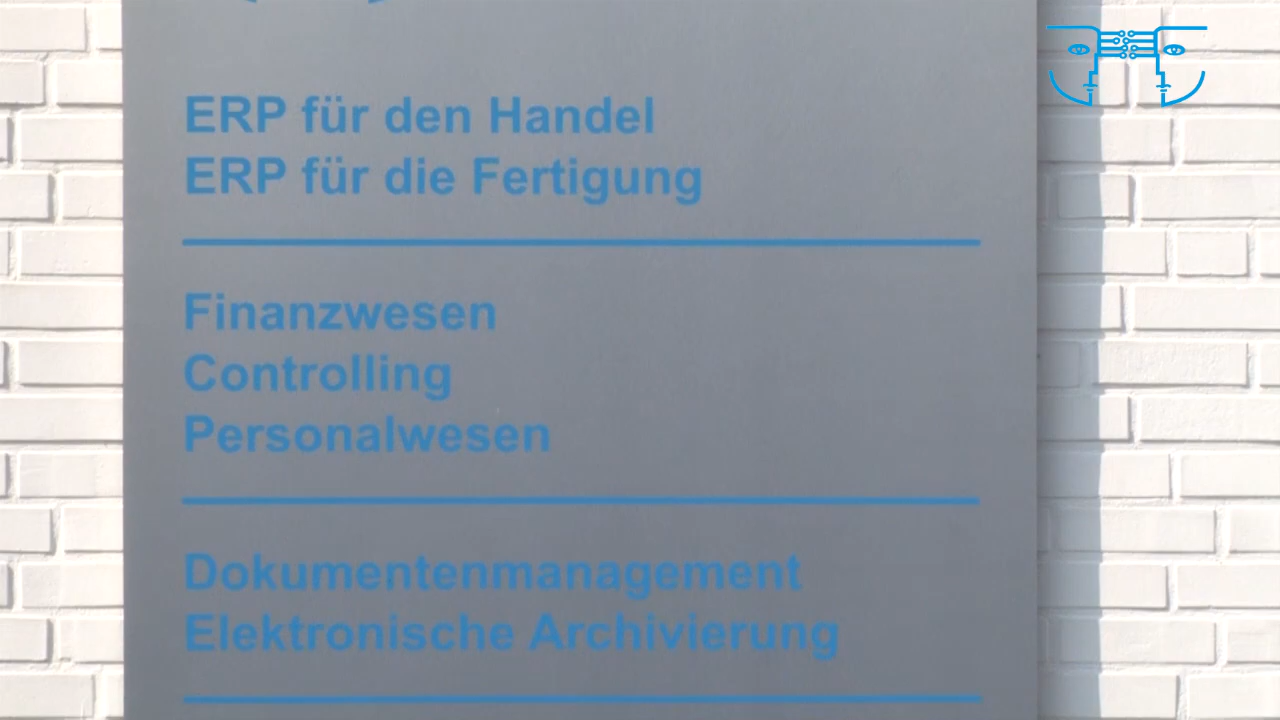 ERP für den Handel
ERP für die Fertigung
Finanzwesen
Controlling
Personalwesen
Dokumentenmanagement
Elektronische Archivierung